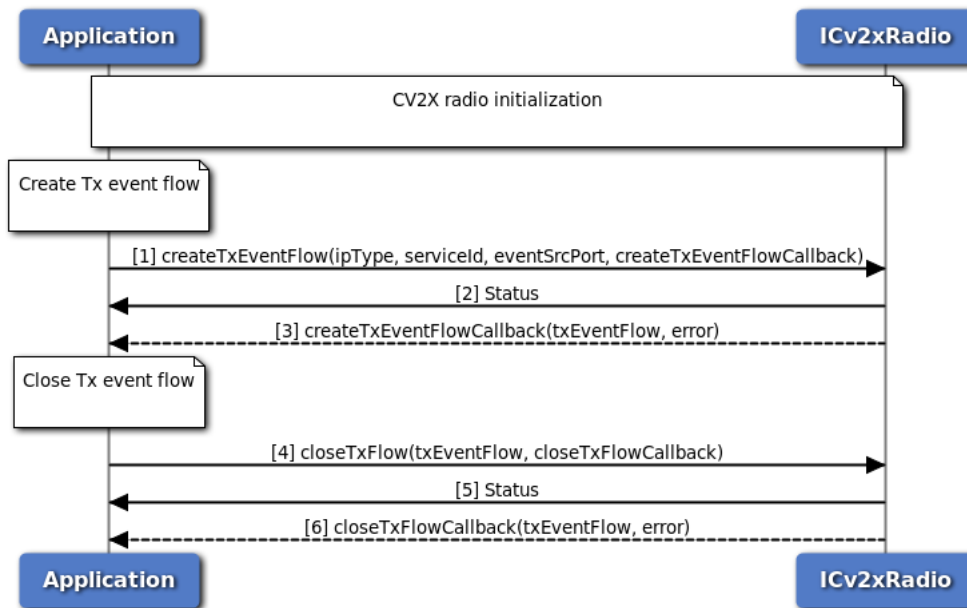 Application
ICv2xRadio
CV2X radio initialization
Create Tx event flow
[1] createTxEventFlow(ipType, serviceId, eventSrcPort, createTxEventFlowCallback)
[2] Status
[3] createTxEventFlowCallback(txEventFlow, error)
Close Tx event flow
[4] closeTxFlow(txEventFlow, closeTxFlowCallback)
[5] Status
[6] closeTxFlowCallback(txEventFlow, error)
Application
ICv2xRadio